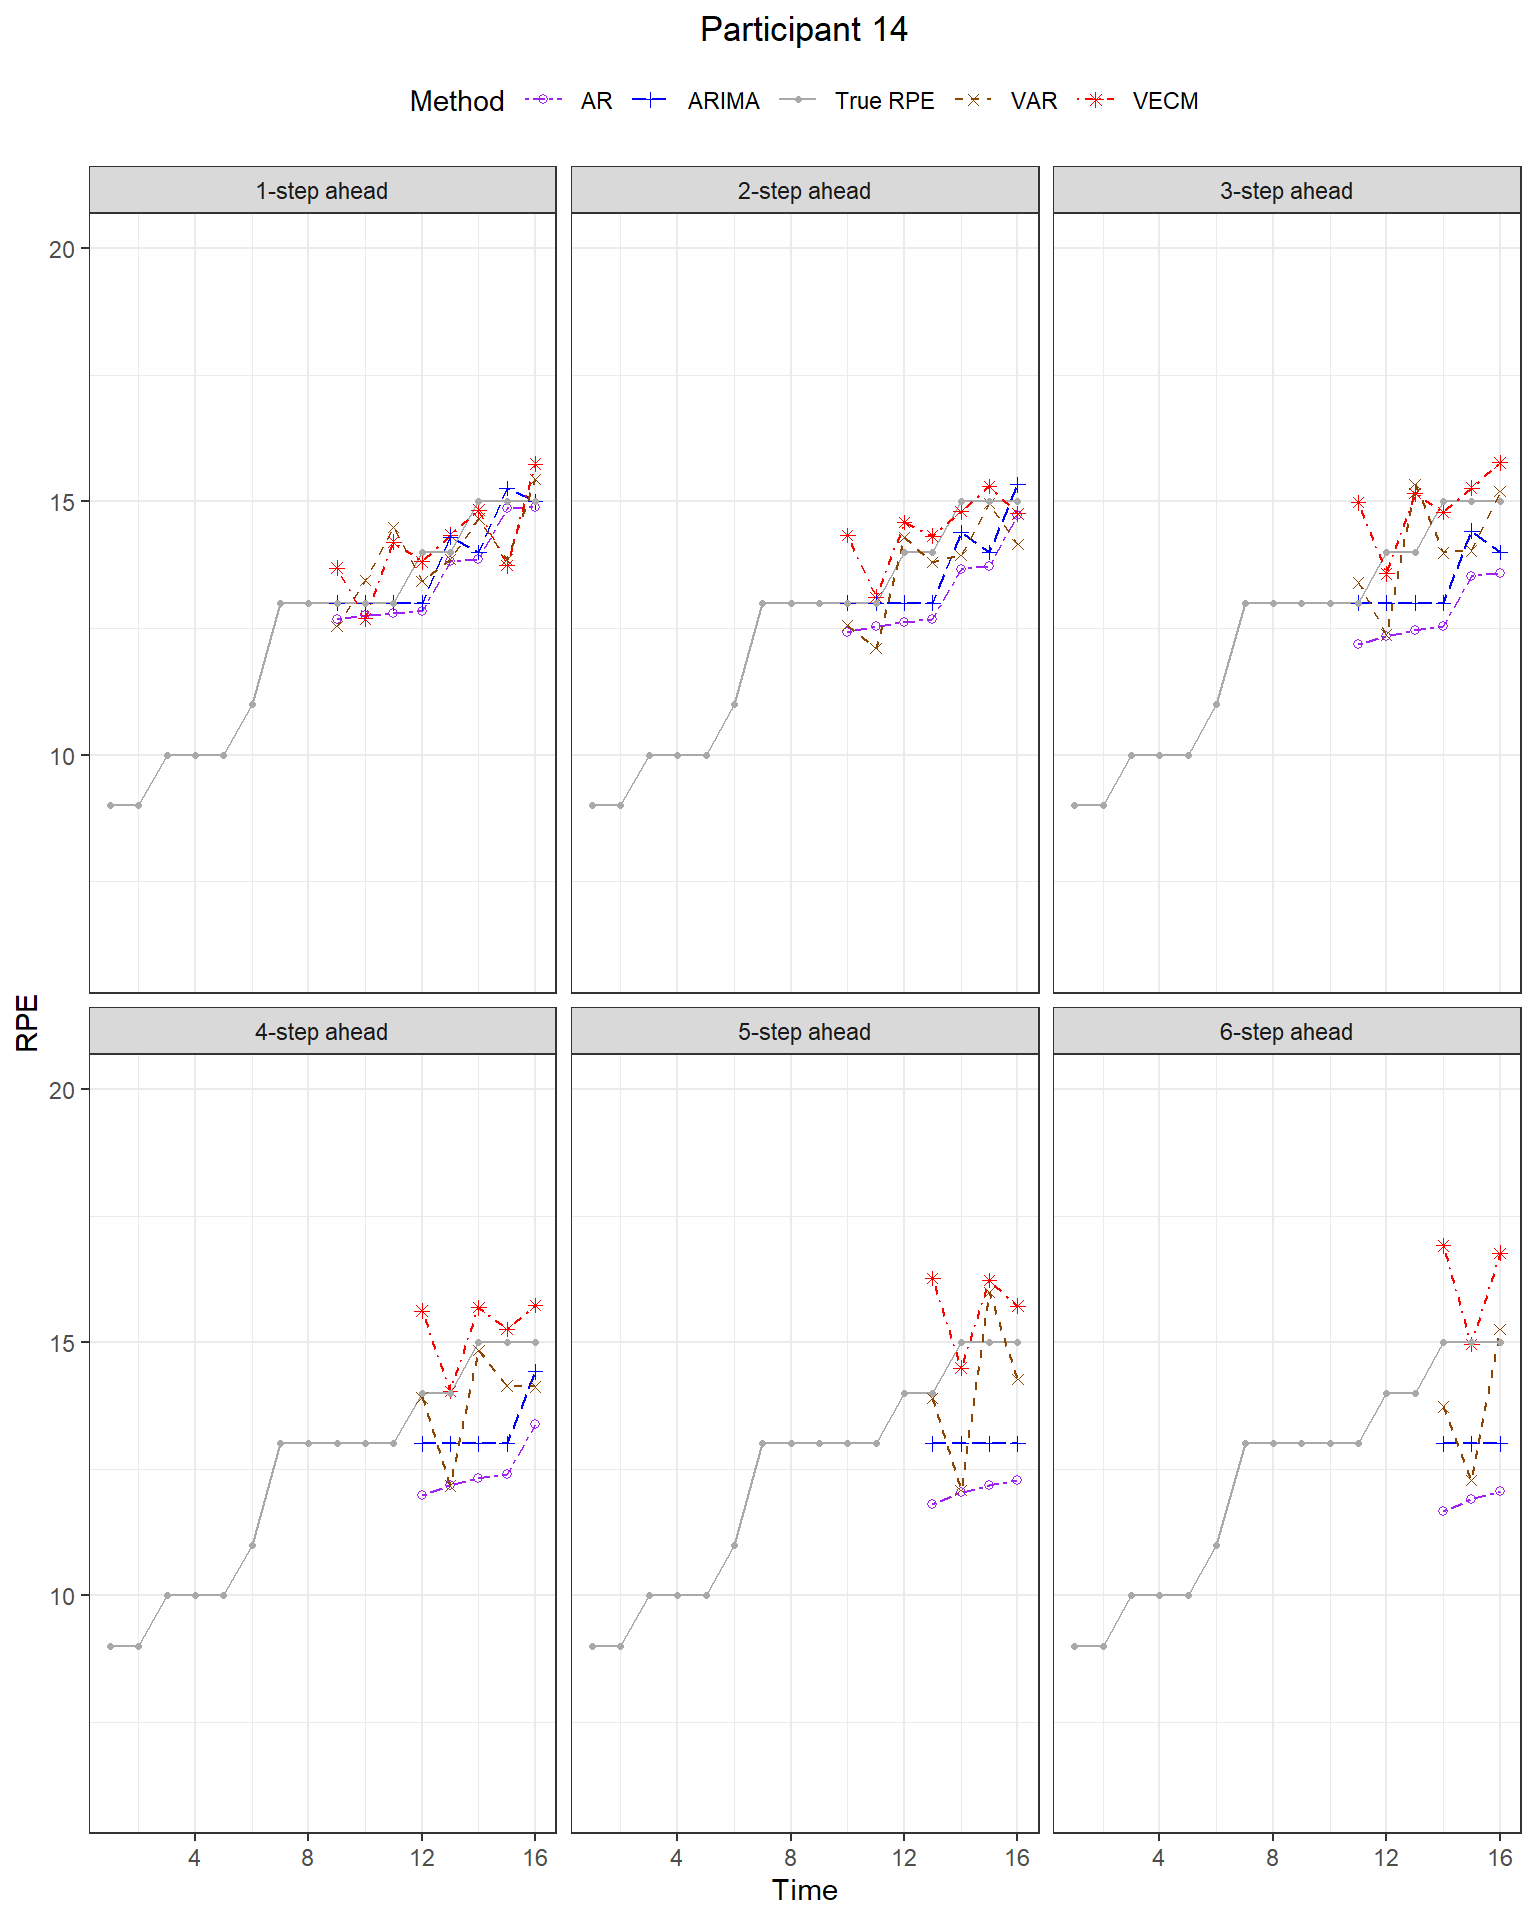 Participant 14
Method AR ARIMA True RPE VAR VECM
1-step ahead 2-step ahead 3-step ahead
20
15
10
RPE
4-step ahead 5-step ahead 6-step ahead
20
15
10
4 8 12 16 4 8 12 16 4 8 12 16
Time